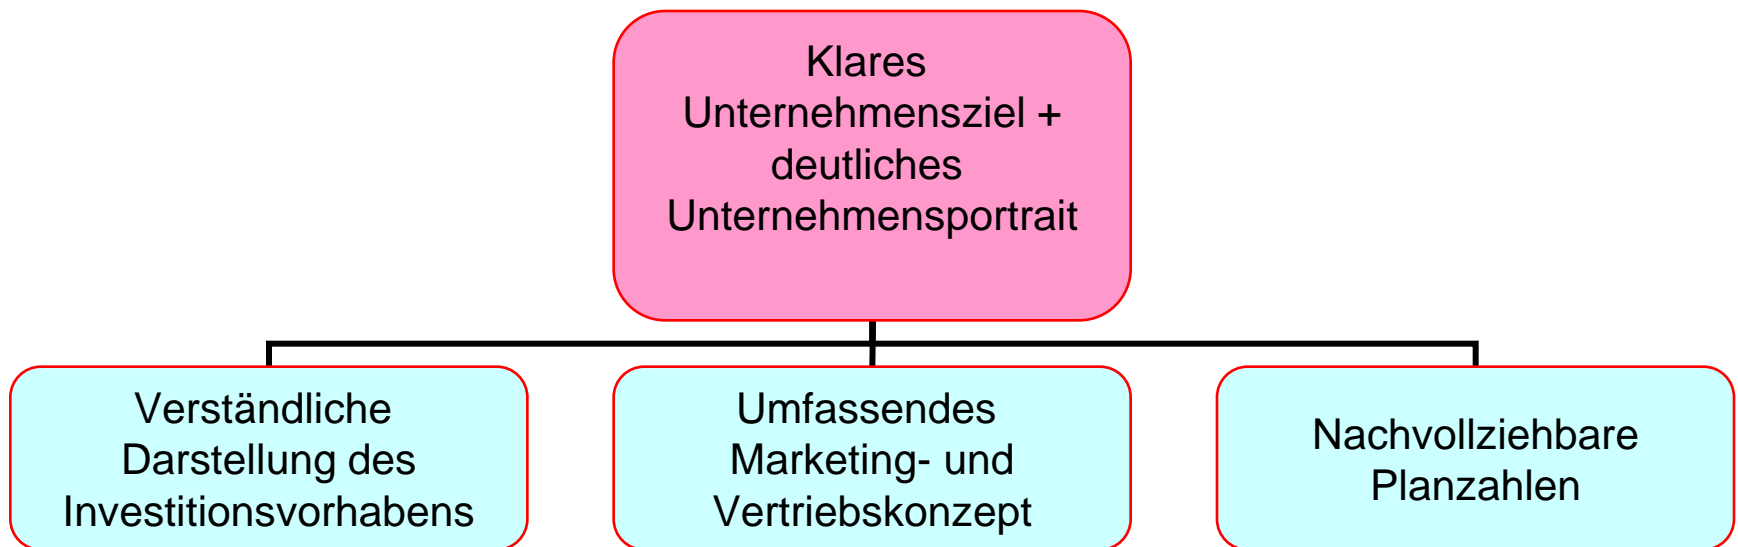 Klares
Unternehmensziel +
deutliches
Unternehmensportrait
Verständliche
Darstellung des
Investitionsvorhabens
Umfassendes
Marketing- und
Vertriebskonzept
Nachvollziehbare
Planzahlen